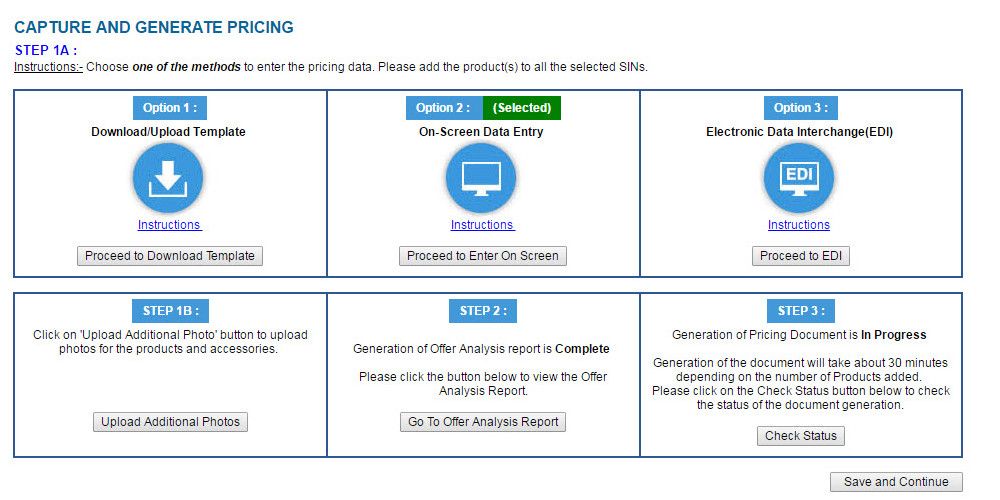 CAPTURE AND GENERATE PRICING
STEP 1A :
Instructions:- Choose one of the methods to enter the pricing data. Please add the product(s) to all the selected SINs.
Option 1 :
Download/Upload Template
Instructions
Proceed to Download Template
Option 2 : (Selected)
On-Screen Data Entry
Instructions
Proceed to Enter On Screen
Option 3 :
Electronic Data Interchange(EDI)
EDI
Instructions
Proceed to EDI
STEP 1B :
Click on 'Upload Additional Photo' button to upload
photos for the products and accessories.
Upload Additional Photos
STEP 2 :
Generation of Offer Analysis report is Complete
Please click the button below to view the Offer
Analysis Report.
Go To Offer Analysis Report
STEP 3 :
Generation of Pricing Document is In Progress
Generation of the document will take about 30 minutes
depending on the number of Products added.
Please click on the Check Status button below to check
the status of the document generation.
Check Status
Save and Continue